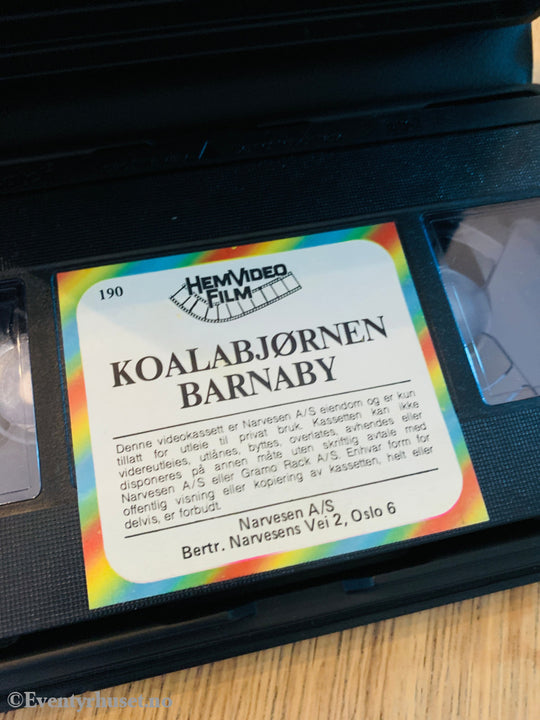 190
HEMVIDEO
FILM
KOALABJØRNEN
BARNABY
Denne videokassett er Narvesen A/S eiendom og er kun
tillatt for utleie til privat bruk. Kassetten kan ikke
videreutleies, utlånes, byttes, overlates, avhendes eller
disponeres på annen måte uten skriftlig avtale med
Narvesen A/S eller Gramo Rack A/S. Enhvar form for
offentlig visning eller kopiering av kassetten, helt eller
delvis, er forbudt.
Narvesen A/S
Bertr. Narvesens Vei 2, Oslo 6
©Eventyrhuset.no